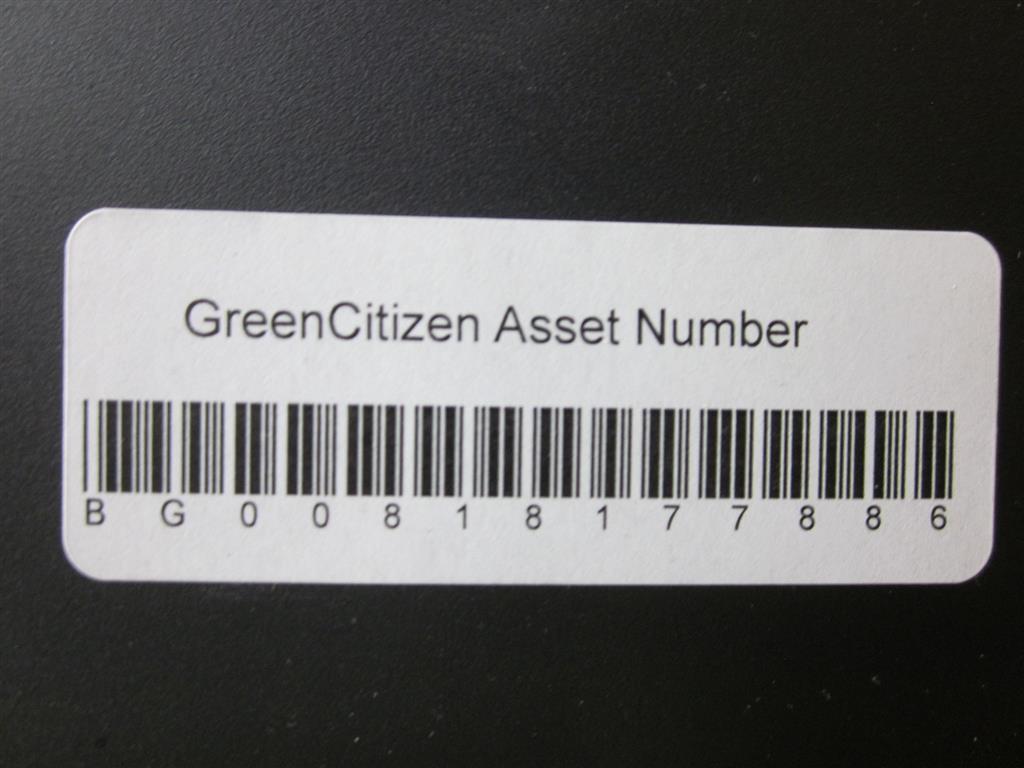 GreenCitizen Asset Number
B G 0 0 8 1 8 1 7 7 8 8 6